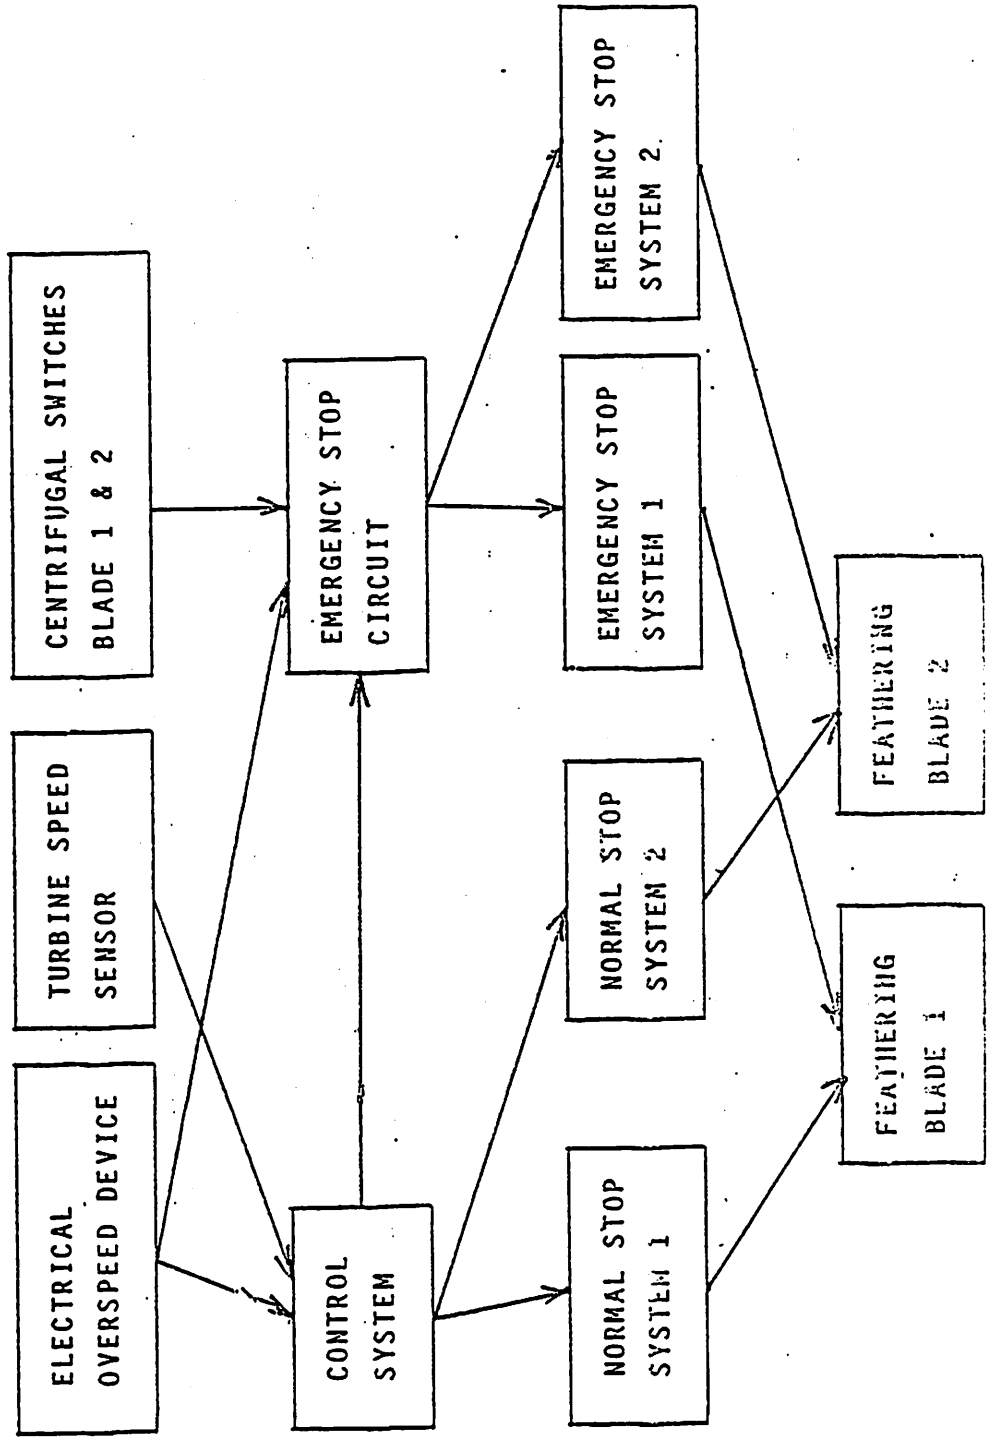 ELECTRICAL
OVERSPEED DEVICE
TURBINE SPEED
SENSOR
CENTRIFUGAL SWITCHES
BLADE 1 & 2
CONTROL
SYSTEM
EMERGENCY STOP
CIRCUIT
NORMAL STOP
SYSTEM 1
NORMAL STOP
SYSTEM 2
EMERGENCY STOP
SYSTEM 1
EMERGENCY STOP
SYSTEM 2.
FEATHERING
BLADE 1
FEATHERING
BLADE 2